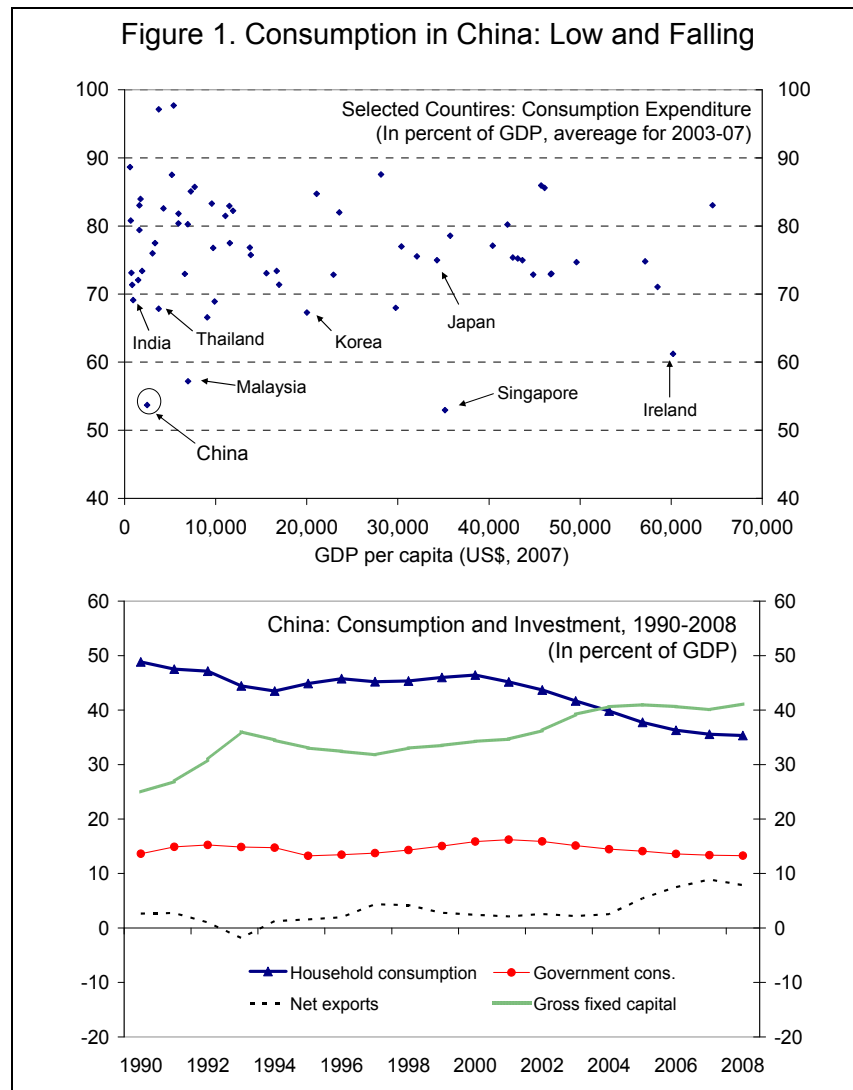 Figure 1. Consumption in China: Low and Falling
100
90
80
70
60
50
40
100
90
80
70
60
50
40
Selected Countires: Consumption Expenditure
(In percent of GDP, avereage for 2003-07)
India
Thailand
Korea
Japan
Malaysia
Singapore
Ireland
China
0 10,000 20,000 30,000 40,000 50,000 60,000 70,000
GDP per capita (US$, 2007)
60
50
40
30
20
10
0
-10
-20
60
50
40
30
20
10
0
-10
-20
China: Consumption and Investment, 1990-2008
(In percent of GDP)
Household consumption Government cons.
Net exports Gross fixed capital
1990 1992 1994 1996 1998 2000 2002 2004 2006 2008